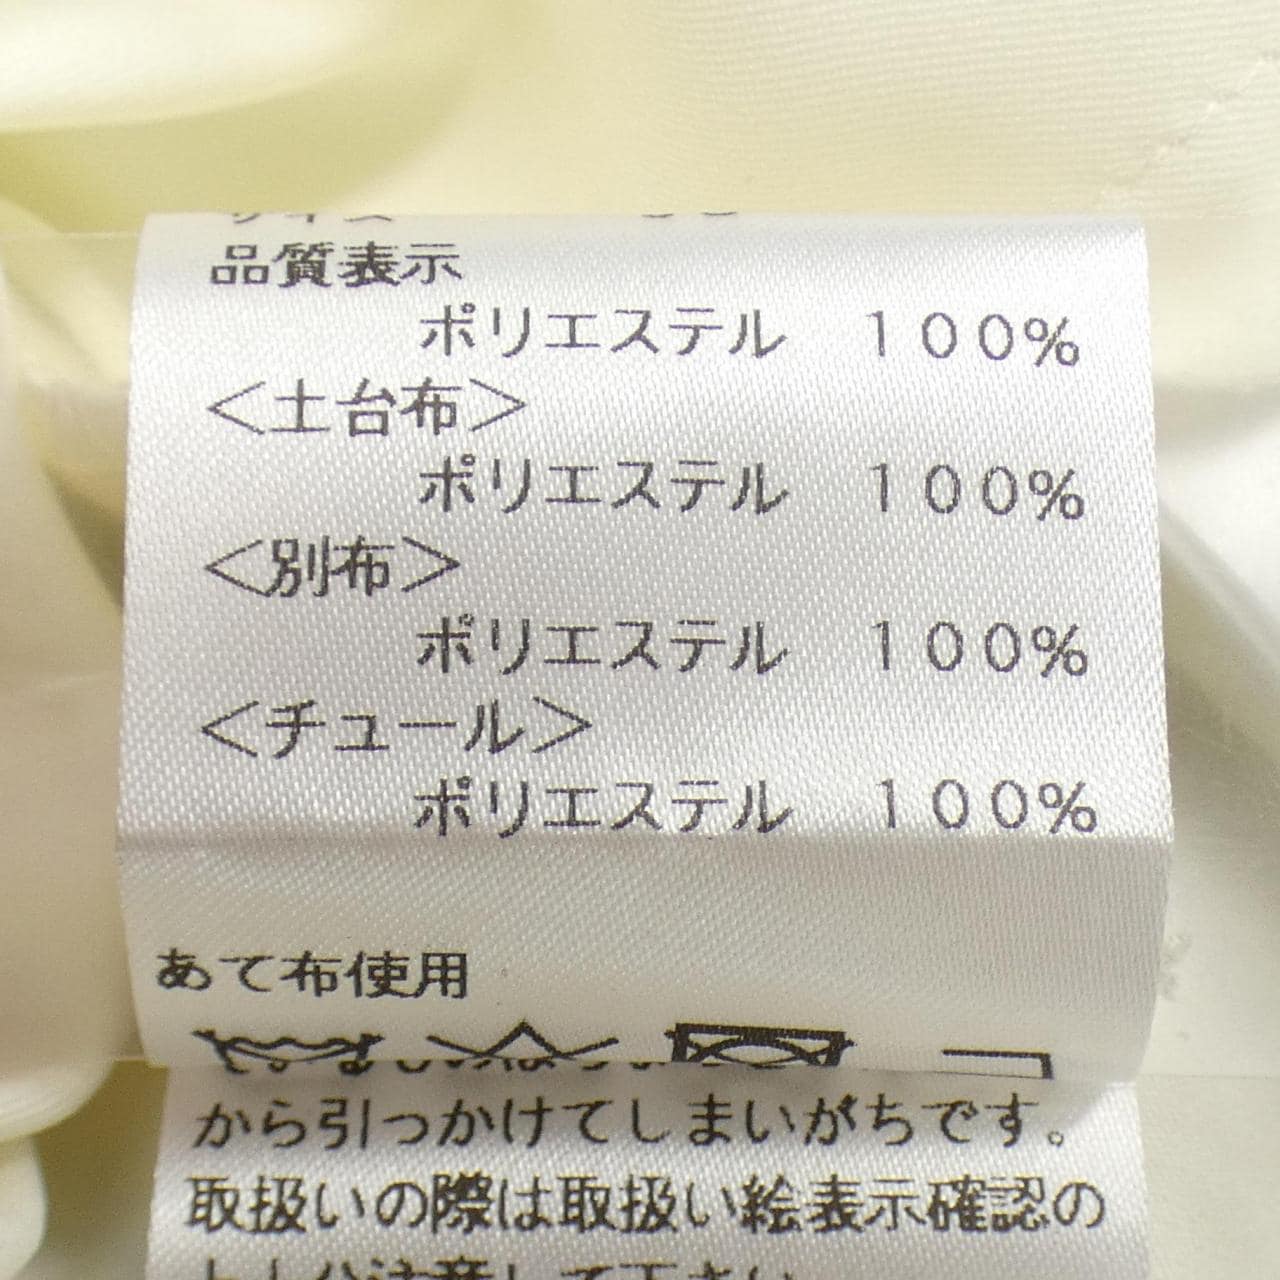 品質表示
ポリエステル １００％
＜土台布＞
ポリエステル １００％
＜別布＞
ポリエステル １００％
＜チュール＞
ポリエステル １００％
あて布使用
から引っかけてしまいがちです。
取扱いの際は取扱い絵表示確認の